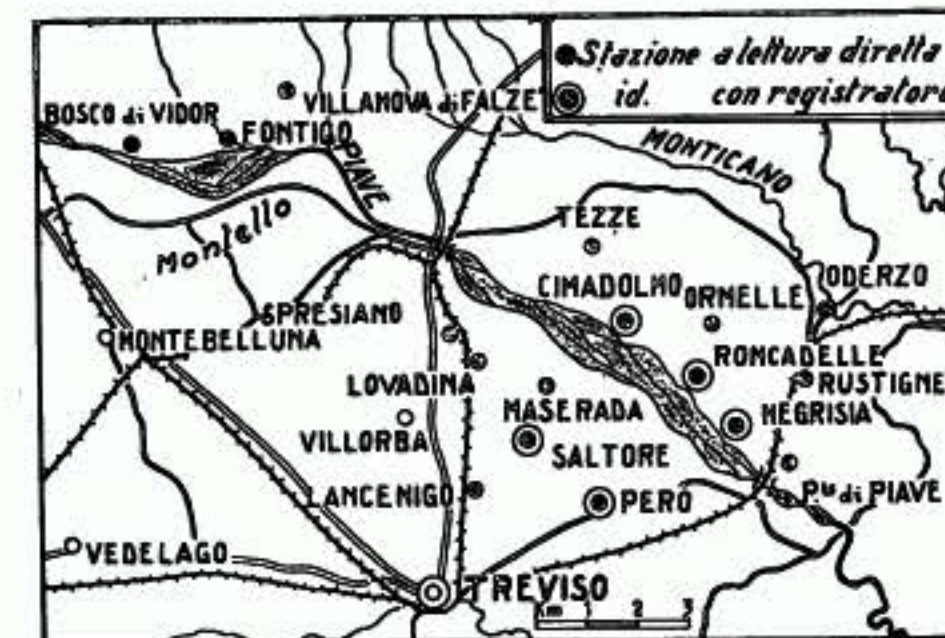 Stazione a lettura diretta
id. con registratore
BOSCO di VIDOR
FONTIGO
VILLANOVA di FALZE'
PIAVE
MONTICANO
Montello
TEZZE
CIMADOLMO
ORMELLE
ODERZO
SPRESIANO
MONTEBELLUNA
RONCADELLE
RUSTIGNE
LOVADINA
MASERADA
NEGRISIA
VILLORBA
SALTORE
LANCENIGO
PERO
P.te di PIAVE
VEDELAGO
TREVISO
Km 1 2 3